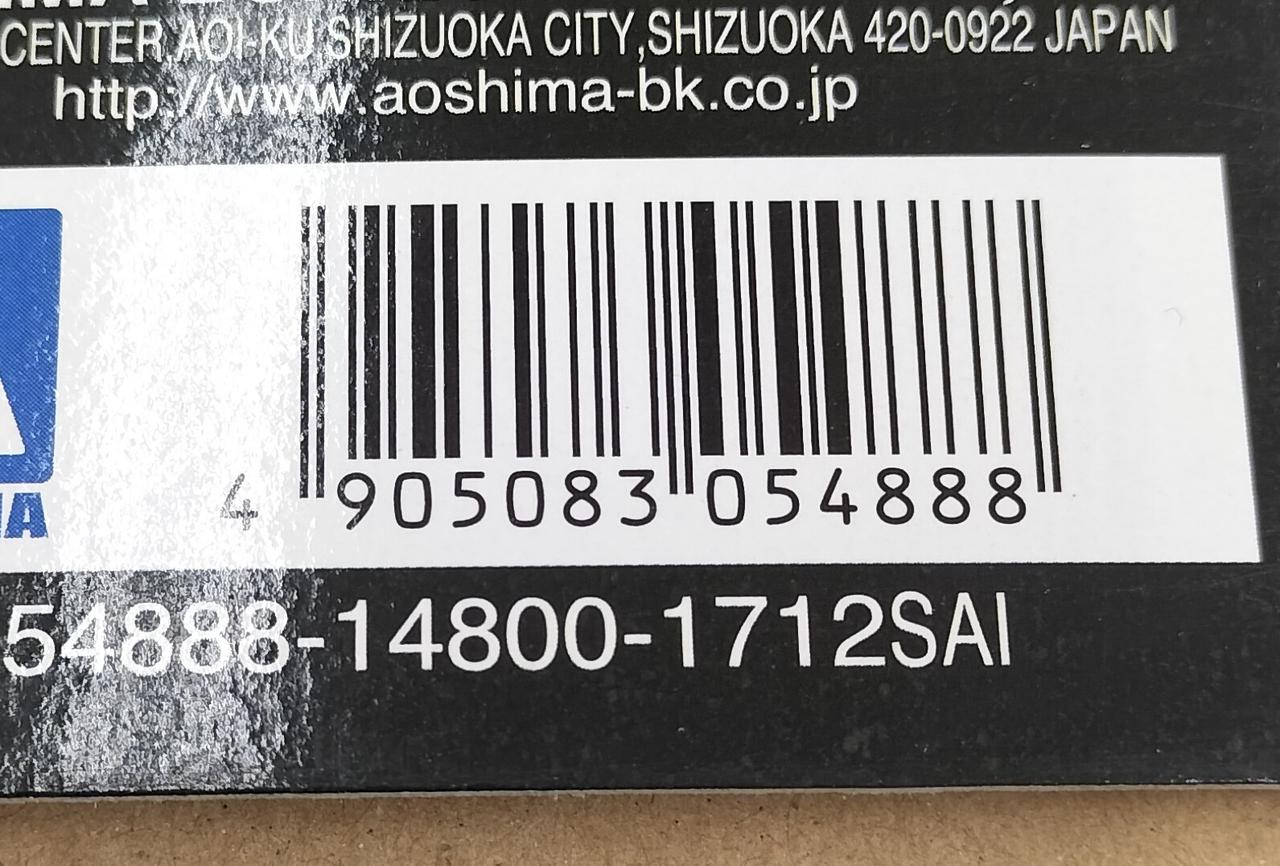 CENTER,AOI-KU,SHIZUOKA CITY,SHIZUOKA 420-0922 JAPAN
http://www.aoshima-bk.co.jp
4 905083 054888
54888-14800-1712SAI